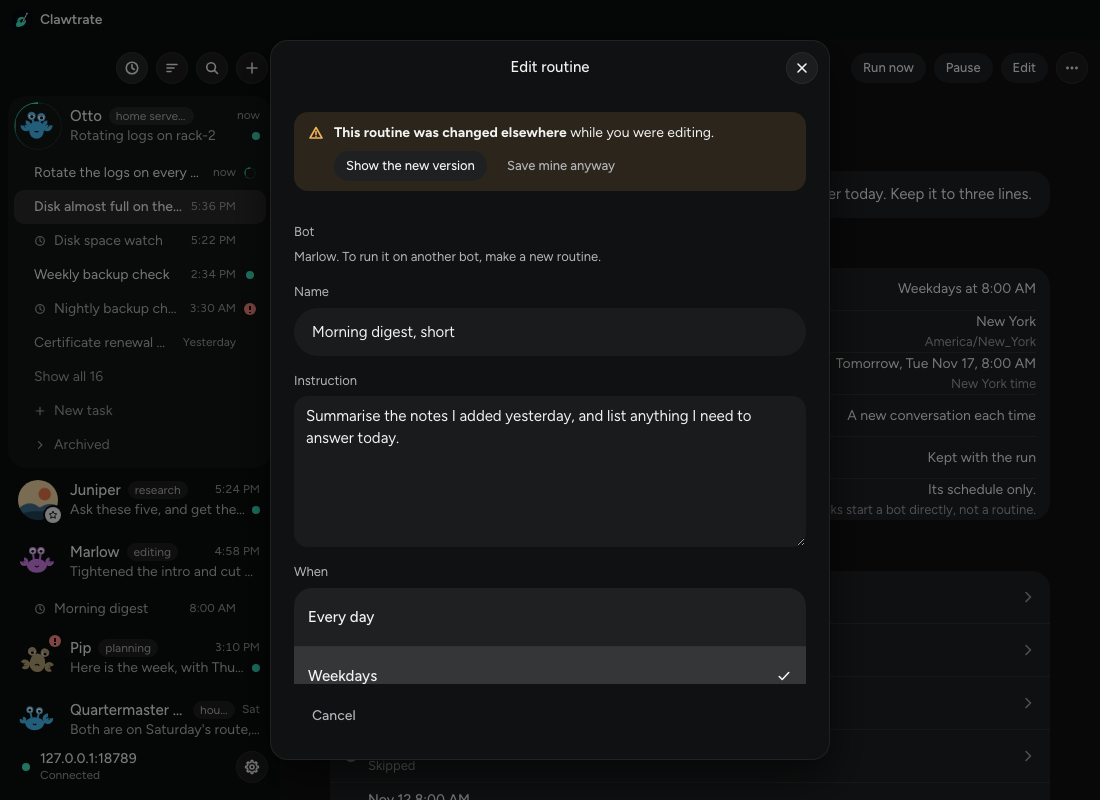 Clawtrate
Edit routine
Run now
Pause
Edit
Otto
home serve...
now
Rotating logs on rack-2
Rotate the logs on every ...
now
Disk almost full on the...
5:36 PM
Disk space watch
5:22 PM
Weekly backup check
2:34 PM
Nightly backup ch...
3:30 AM
Certificate renewal ...
Yesterday
Show all 16
New task
Archived
Juniper
research
5:24 PM
Ask these five, and get the...
Marlow
editing
4:58 PM
Tightened the intro and cut ...
Morning digest
8:00 AM
Pip
planning
3:10 PM
Here is the week, with Thu...
Quartermaster ...
hou...
Sat
Both are on Saturday's route,...
127.0.0.1:18789
Connected
This routine was changed elsewhere while you were editing.
Show the new version
Save mine anyway
Bot
Marlow. To run it on another bot, make a new routine.
Name
Morning digest, short
Instruction
Summarise the notes I added yesterday, and list anything I need to
answer today.
When
Every day
Weekdays
Cancel
er today. Keep it to three lines.
Weekdays at 8:00 AM
New York
America/New_York
Tomorrow, Tue Nov 17, 8:00 AM
New York time
A new conversation each time
Kept with the run
Its schedule only.
ks start a bot directly, not a routine.
Skipped
Nov 12 8:00 AM